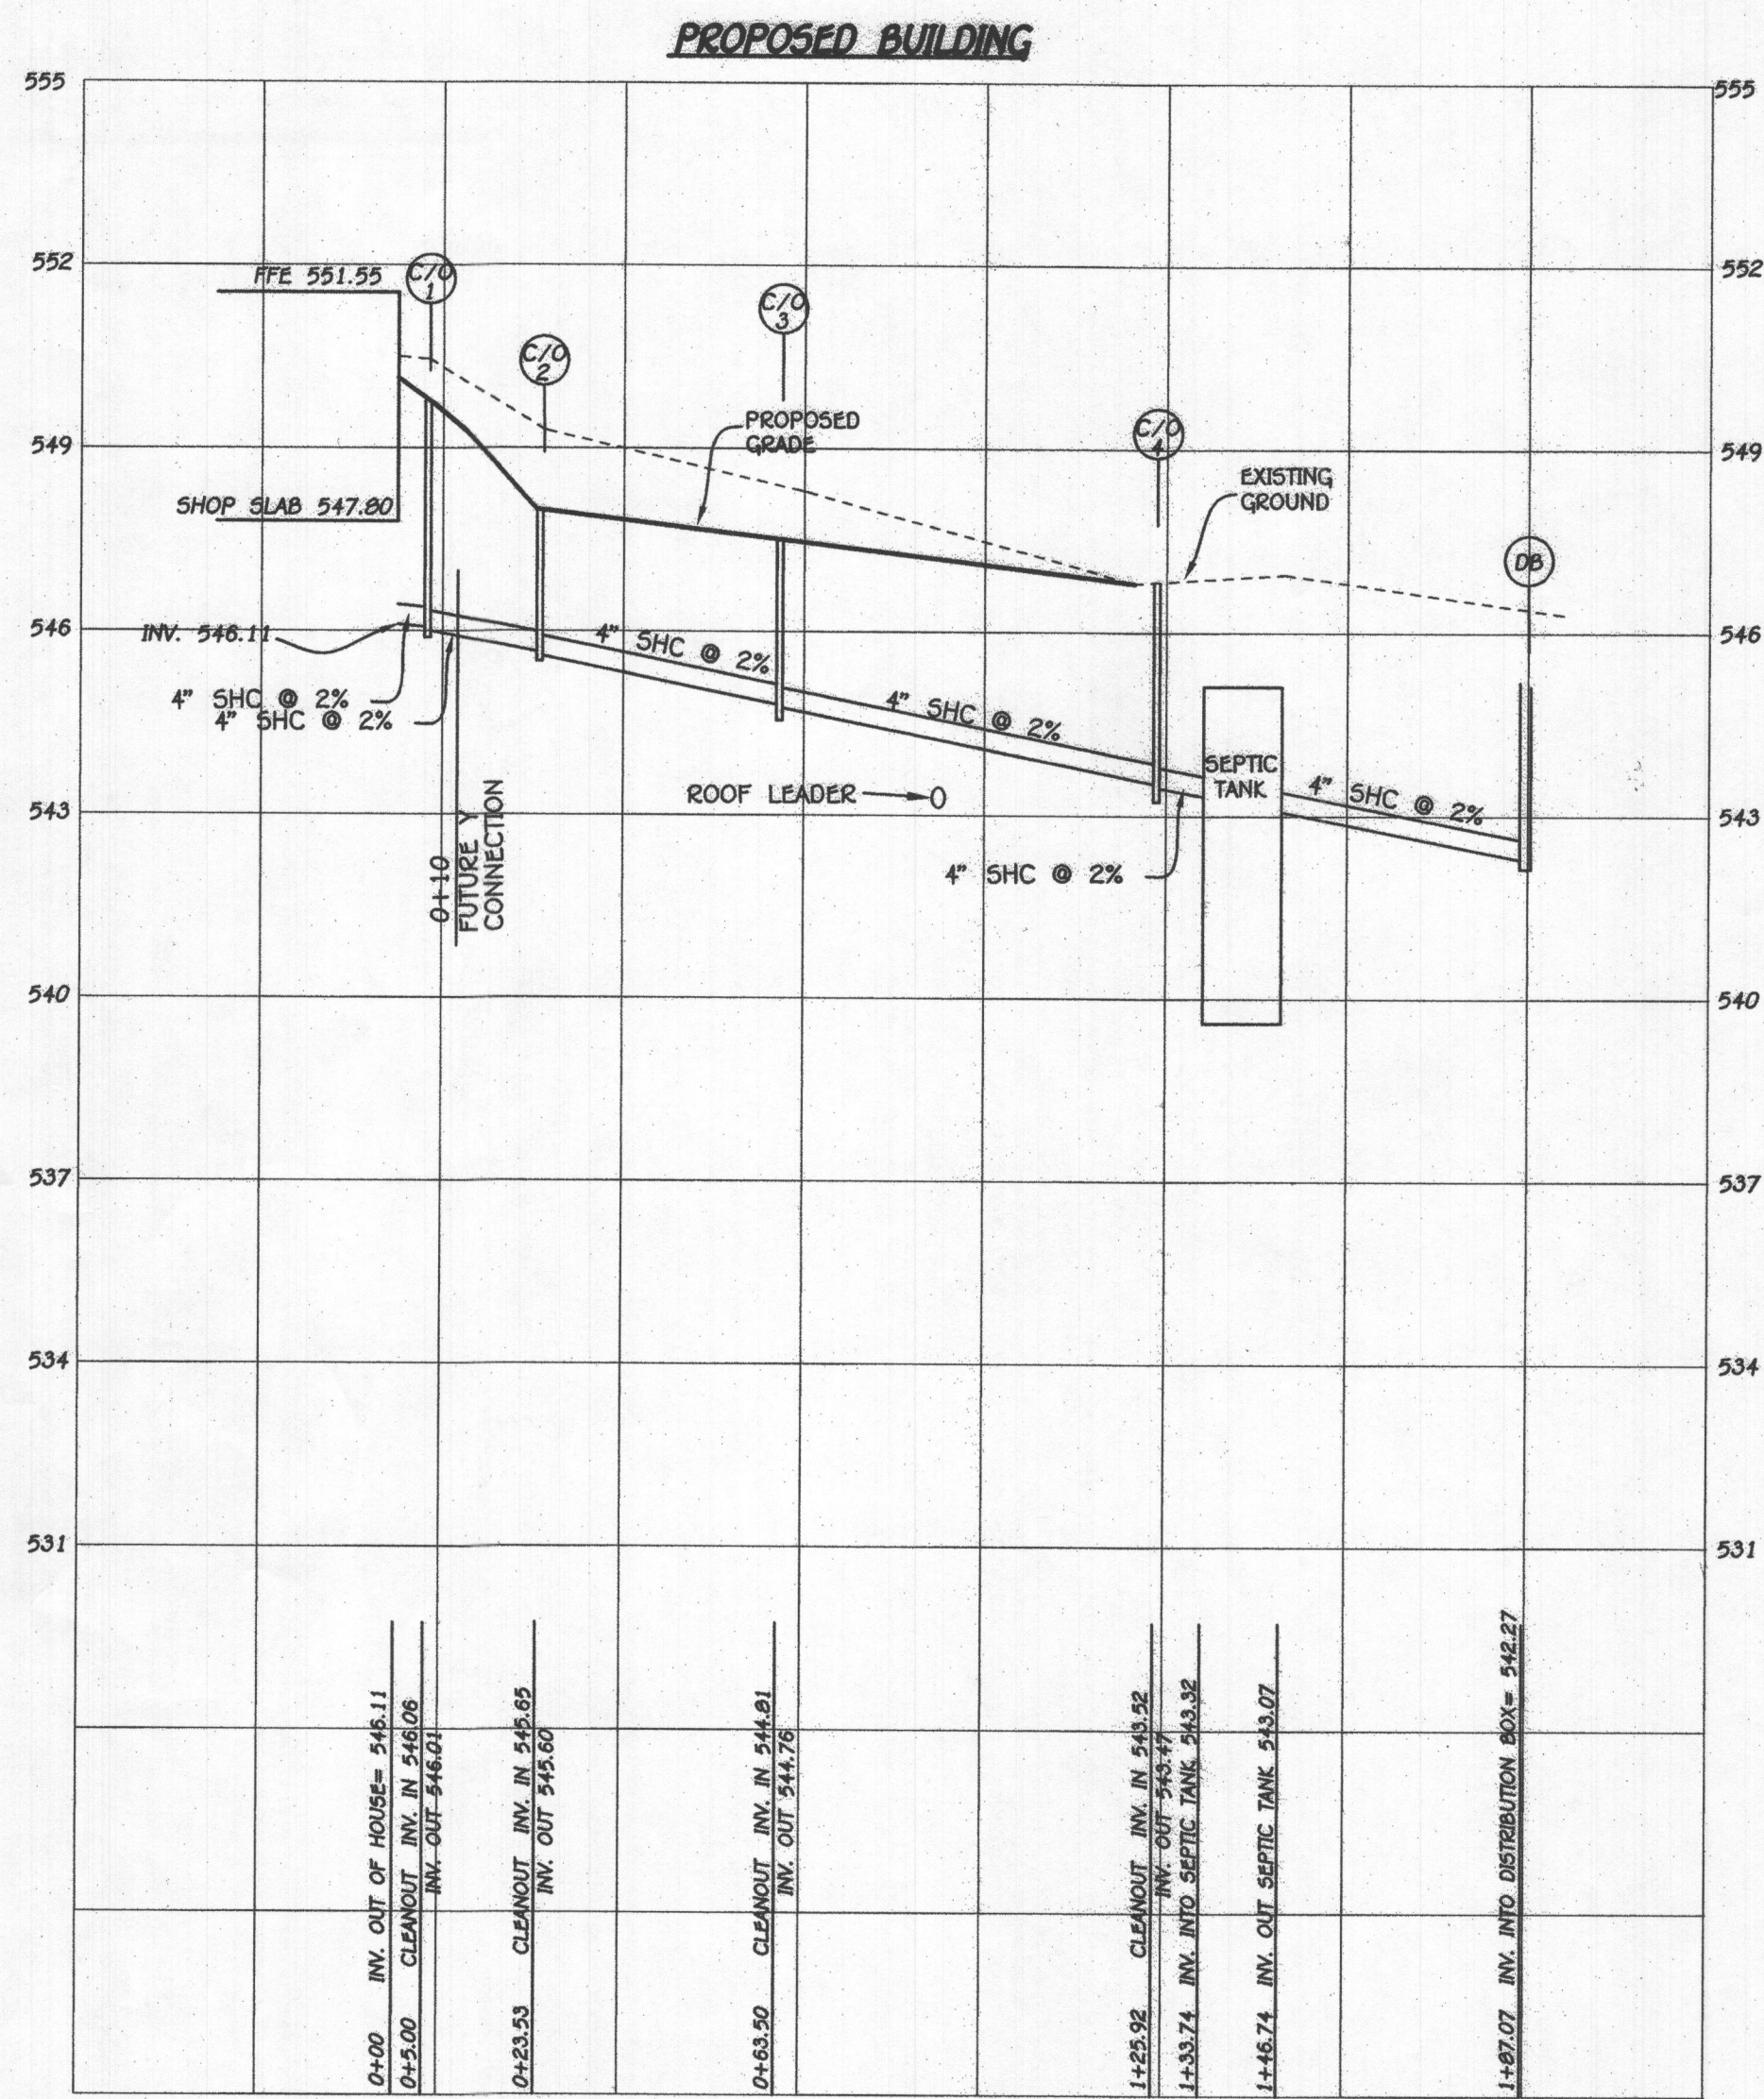 PROPOSED BUILDING
555
555
552
552
FFE 551.55
C/O
1
C/O
3
C/O
2
PROPOSED
GRADE
C/O
4
549
549
EXISTING
GROUND
SHOP SLAB 547.80
DB
546
546
INV. 546.11
4" SHC @ 2%
4" SHC @ 2%
4" SHC @ 2%
4" SHC @ 2%
SEPTIC
TANK
4" SHC @ 2%
ROOF LEADER
543
543
4" SHC @ 2%
0+10
FUTURE Y
CONNECTION
540
540
537
537
534
534
531
531
0+00 INV. OUT OF HOUSE= 546.11
0+5.00 CLEANOUT INV. IN 546.06
INV. OUT 546.01
0+23.53 CLEANOUT INV. IN 545.65
INV. OUT 545.60
0+63.50 CLEANOUT INV. IN 544.81
INV. OUT 544.76
1+25.92 CLEANOUT INV. IN 543.52
INV. OUT 543.47
1+33.74 INV. INTO SEPTIC TANK 543.32
1+46.74 INV. OUT SEPTIC TANK 543.07
1+87.07 INV. INTO DISTRIBUTION BOX= 542.27